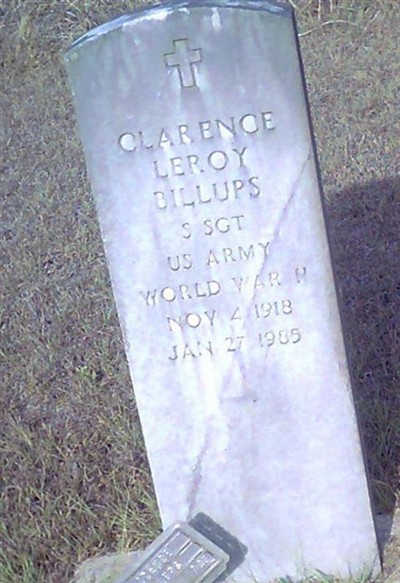 CLARENCE
LEROY
BILLUPS
S SGT
US ARMY
WORLD WAR II
NOV 4 1918
JAN 27 1985